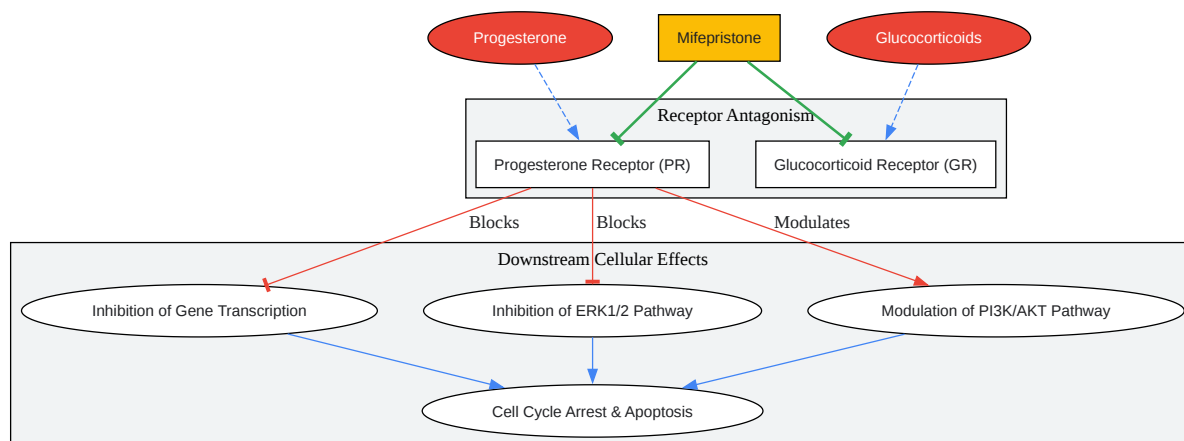 Progesterone
Mifepristone
Glucocorticoids
Receptor Antagonism
Progesterone Receptor (PR)
Glucocorticoid Receptor (GR)
Blocks
Blocks
Modulates
Downstream Cellular Effects
Inhibition of Gene Transcription
Inhibition of ERK1/2 Pathway
Modulation of PI3K/AKT Pathway
Cell Cycle Arrest & Apoptosis